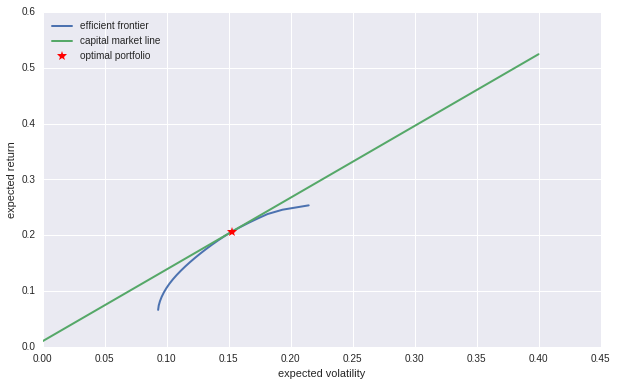 0.6
0.5
0.4
0.3
0.2
0.1
0.0
efficient frontier
capital market line
optimal portfolio
expected return
0.00 0.05 0.10 0.15 0.20 0.25 0.30 0.35 0.40 0.45
expected volatility